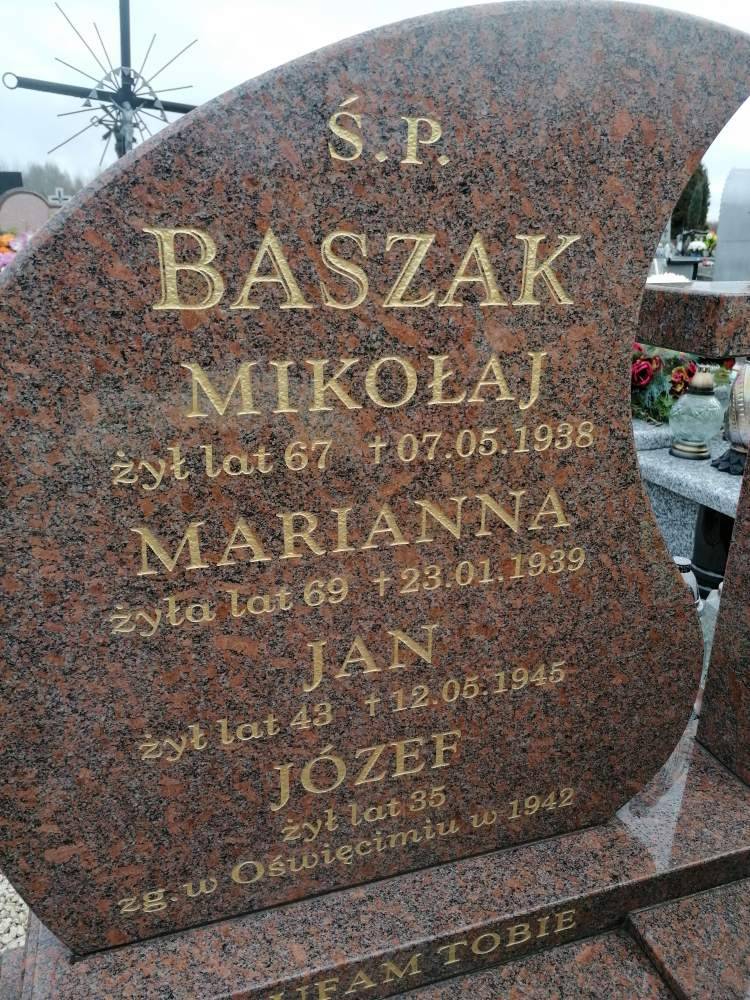 Ś.P.
BASZAK
MIKOŁAJ
żył lat 67 †07.05.1938
MARIANNA
żyła lat 69 †23.01.1939
JAN
żył lat 43 †12.05.1945
JÓZEF
żył lat 35
zg. w Oświęcimiu w 1942
UFAM TOBIE